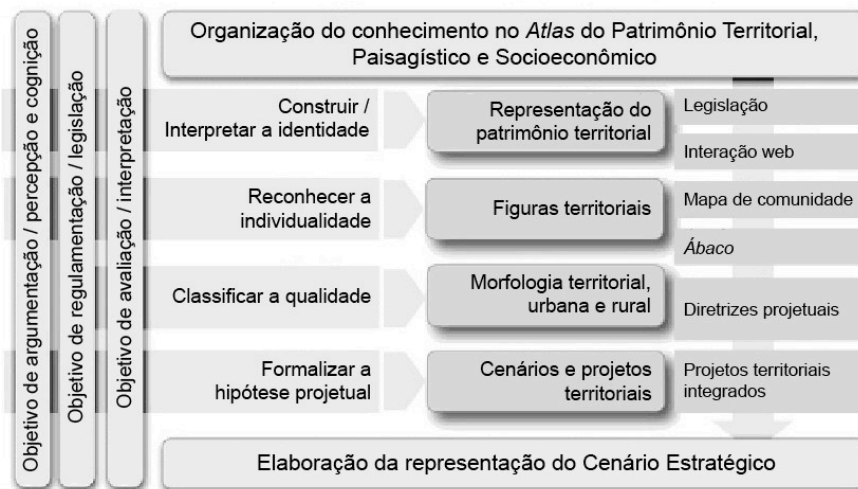 Objetivo de argumentação / percepção e cognição
Objetivo de regulamentação / legislação
Objetivo de avaliação / interpretação
Organização do conhecimento no Atlas do Patrimônio Territorial,
Paisagístico e Socioeconômico
Construir /
Interpretar a identidade
Representação do
patrimônio territorial
Legislação
Interação web
Reconhecer a
individualidade
Figuras territoriais
Mapa de comunidade
Ábaco
Classificar a qualidade
Morfologia territorial,
urbana e rural
Diretrizes projetuais
Formalizar a
hipótese projetual
Cenários e projetos
territoriais
Projetos territoriais
integrados
Elaboração da representação do Cenário Estratégico